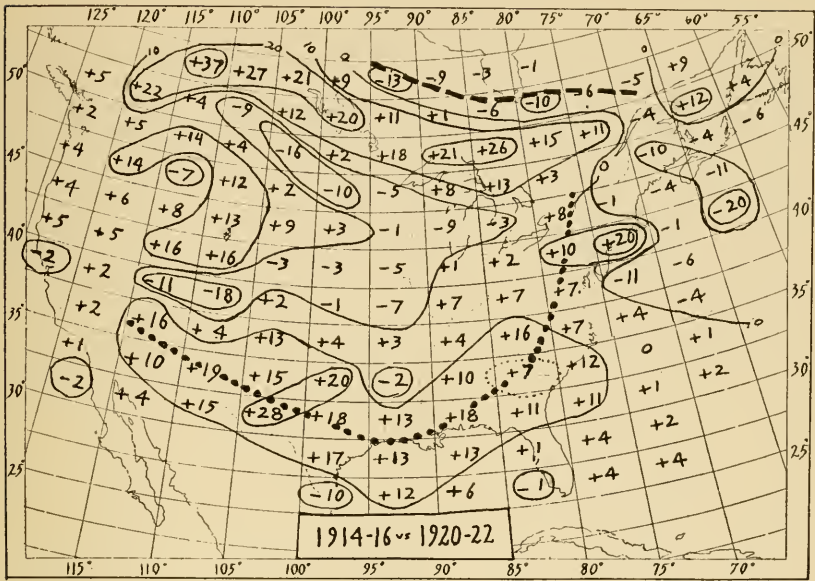 125° 120° 115° 110° 105° 100° 95° 90° 85° 80° 75° 70° 65° 60° 55°
50° 10 20 10 0 0 0 50°
+5 +22 +37 +27 +21 +9 -13 -9 -3 -1 -6 -5 +9 +12 +4
+2 +4 -9 +12 +20 +11 +1 -6 -10 -4 -4 -6
45° +5 +14 +4 -16 +2 +18 +21 +26 +15 +11 -10 -11 45°
+4 +14 -7 +12 +2 -10 -5 +8 +13 +3 0 -4 -20
+4 +6 +8 +13 +9 +3 -1 -9 -3 +8 -1 40°
40° +5 +5 +16 +16 -3 -3 -5 +1 +2 +10 +20 -1
-2 +2 -11 -18 +2 -1 -7 +7 +7 +7 -11 -6
35° +2 +16 +4 +13 +4 +3 +4 +16 +7 +4 -4 0 35°
+1 +10 +19 +15 +20 -2 +10 +7 +12 0 +1
30° -2 +4 +15 +28 +18 +13 +18 +11 +1 +2 30°
25° +17 +13 +13 +1 +4 +2 25°
-10 +12 +6 -1 +4 +4
1914-16 vs 1920-22
115° 110° 105° 100° 95° 90° 85° 80° 75° 70°